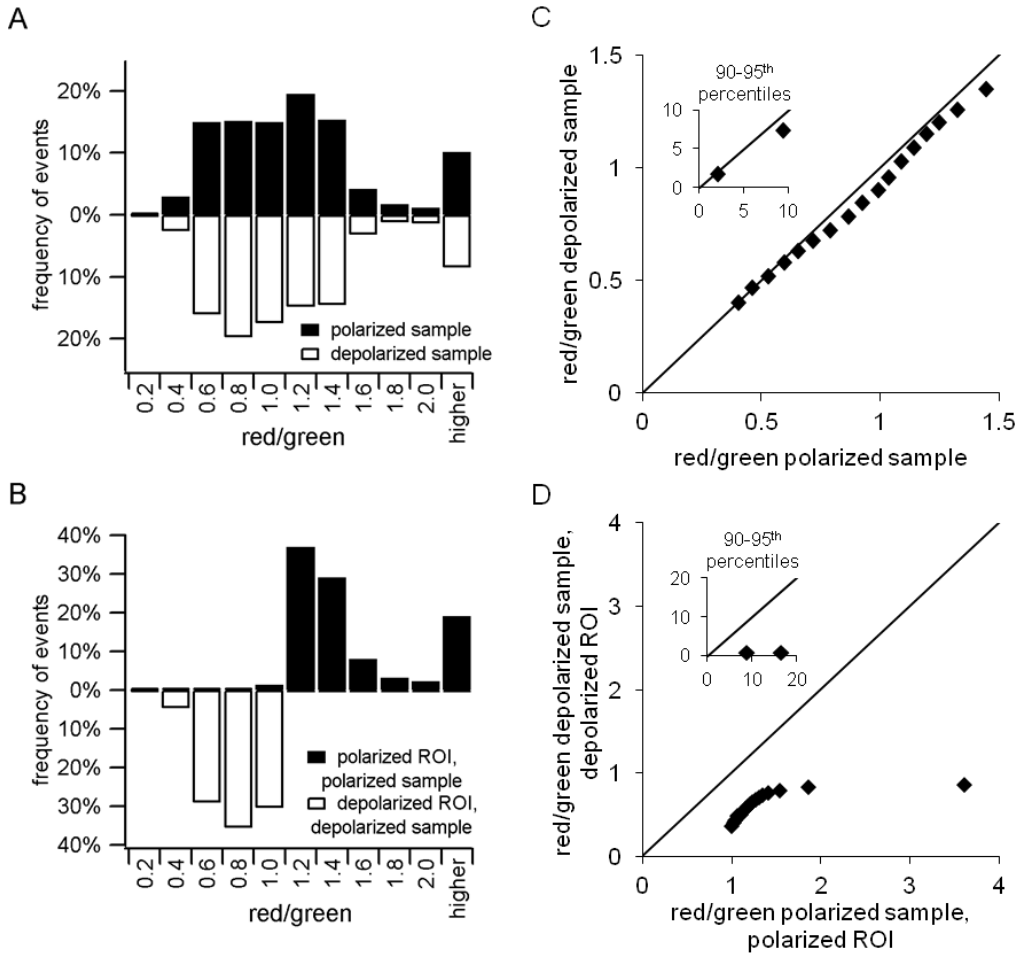 A
20%
10%
0%
10%
20%
frequency of events
polarized sample
depolarized sample
0.2
0.4
0.6
0.8
1.0
1.2
1.4
1.6
1.8
2.0
higher
red/green
B
40%
30%
20%
10%
0%
10%
20%
30%
40%
frequency of events
polarized ROI,
polarized sample
depolarized ROI,
depolarized sample
0.2
0.4
0.6
0.8
1.0
1.2
1.4
1.6
1.8
2.0
higher
red/green
C
1.5
1
0.5
0
red/green depolarized sample
90-95th
percentiles
10
5
0
0 5 10
0 0.5 1 1.5
red/green polarized sample
D
4
3
2
1
0
red/green depolarized sample,
depolarized ROI
90-95th
percentiles
20
10
0
0 10 20
0 1 2 3 4
red/green polarized sample,
polarized ROI